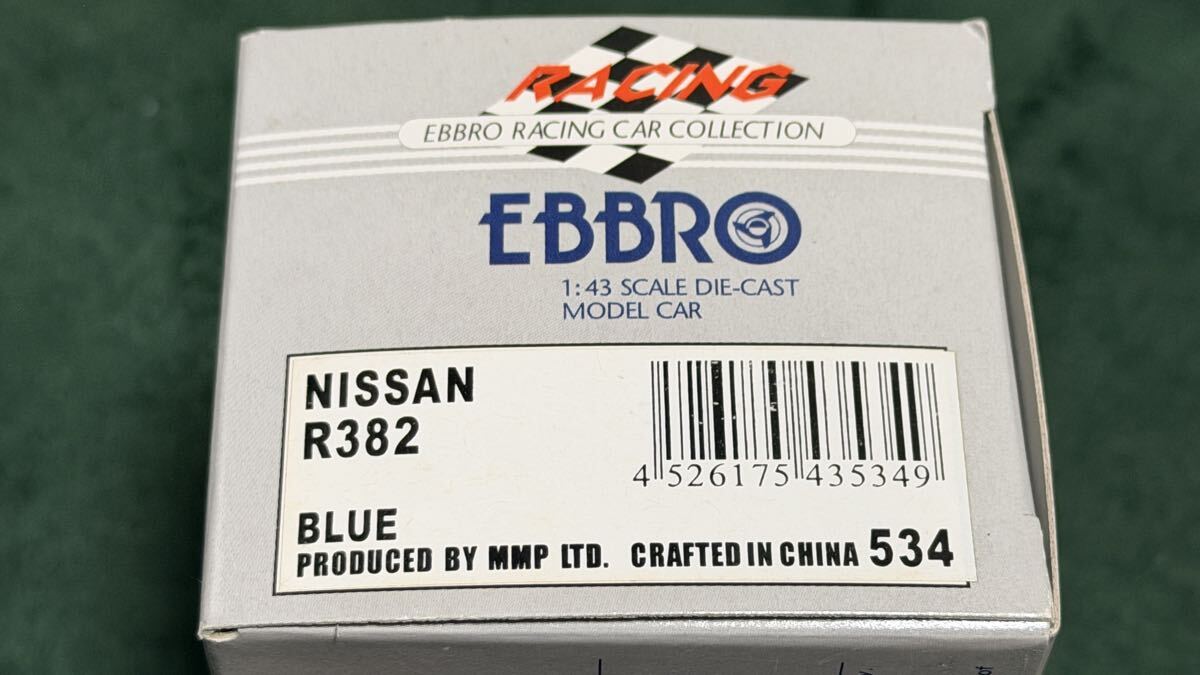 RACING
EBBRO RACING CAR COLLECTION
EBBRO
1:43 SCALE DIE-CAST
MODEL CAR
NISSAN
R382
4 526175 435349
BLUE
PRODUCED BY MMP LTD. CRAFTED IN CHINA 534